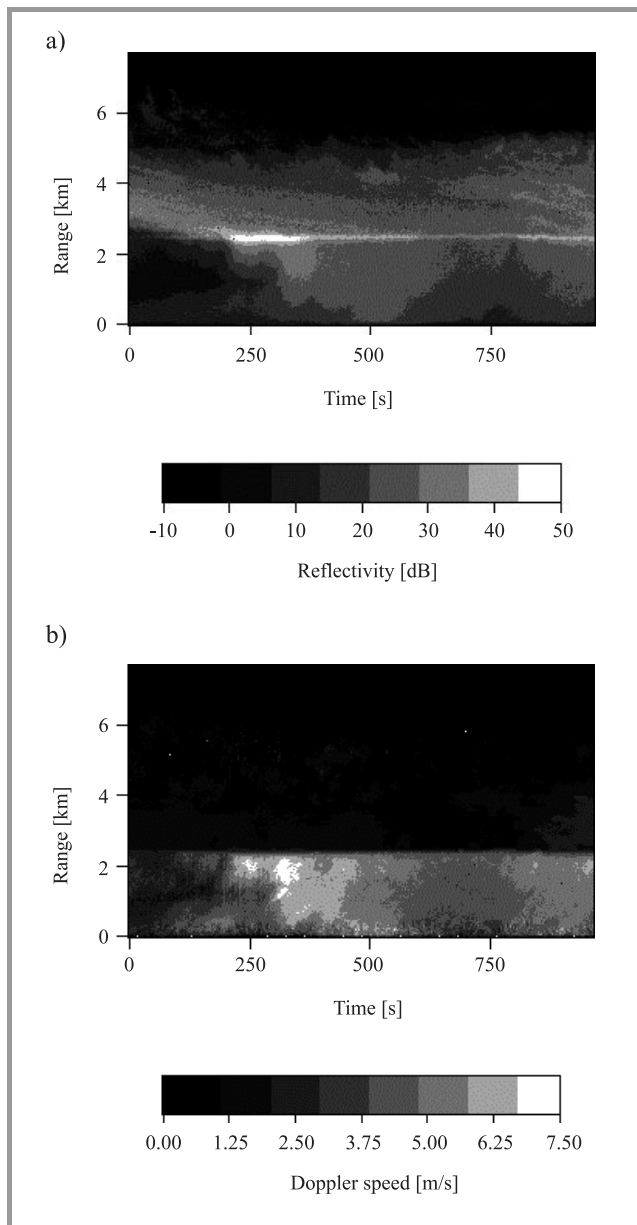 a)
6
4
2
0
Range [km]
0 250 500 750
Time [s]
-10 0 10 20 30 40 50
Reflectivity [dB]
b)
6
4
2
0
Range [km]
0 250 500 750
Time [s]
0.00 1.25 2.50 3.75 5.00 6.25 7.50
Doppler speed [m/s]